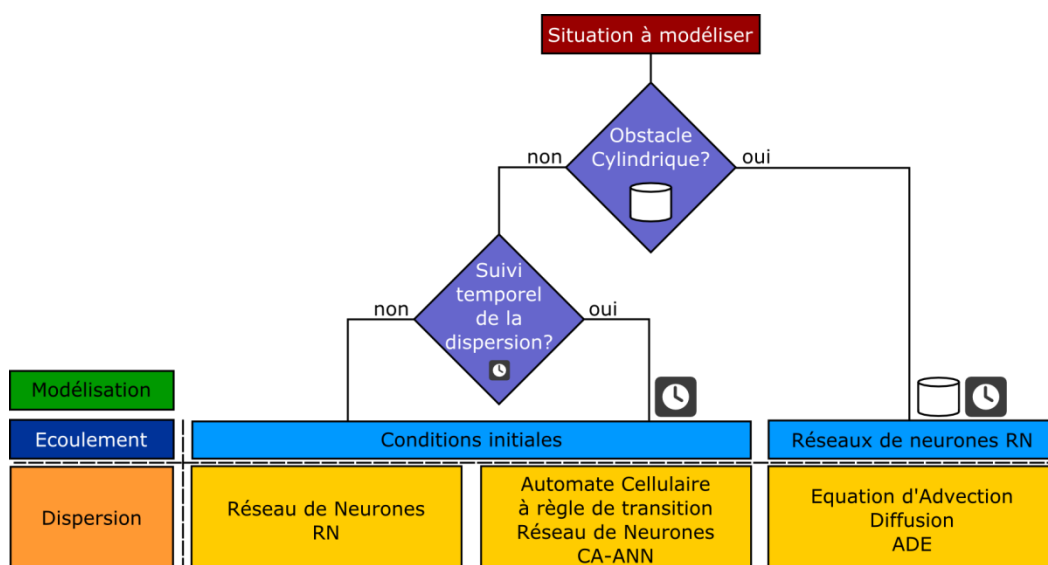 Situation à modéliser
Obstacle
Cylindrique?
non
oui
Suivi
temporel
de la
dispersion?
non
oui
Modélisation
Ecoulement
Conditions initiales
Réseaux de neurones RN
Dispersion
Réseau de Neurones
RN
Automate Cellulaire
à règle de transition
Réseau de Neurones
CA-ANN
Equation d'Advection
Diffusion
ADE